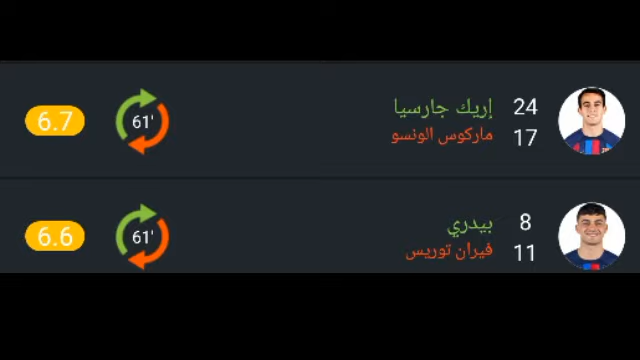 إريك جارسيا 24
ماركوس الونسو 17
61'
6.7
بيدري 8
فيران توريس 11
61'
6.6